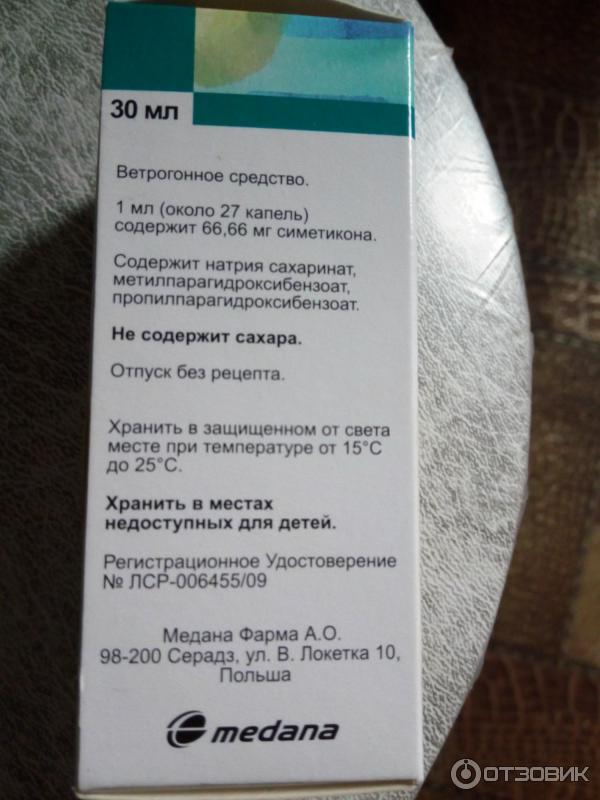 30 мл
Ветрогонное средство.
1 мл (около 27 капель)
содержит 66,66 мг симетикона.
Содержит натрия сахаринат,
метилпарагидроксибензоат,
пропилпарагидроксибензоат.
Не содержит сахара.
Отпуск без рецепта.
Хранить в защищенном от света
месте при температуре от 15°C
до 25°C.
Хранить в местах
недоступных для детей.
Регистрационное Удостоверение
№ ЛСР-006455/09
Медана Фарма А.О.
98-200 Серадз, ул. В. Локетка 10,
Польша
medana
ОТЗОВИК